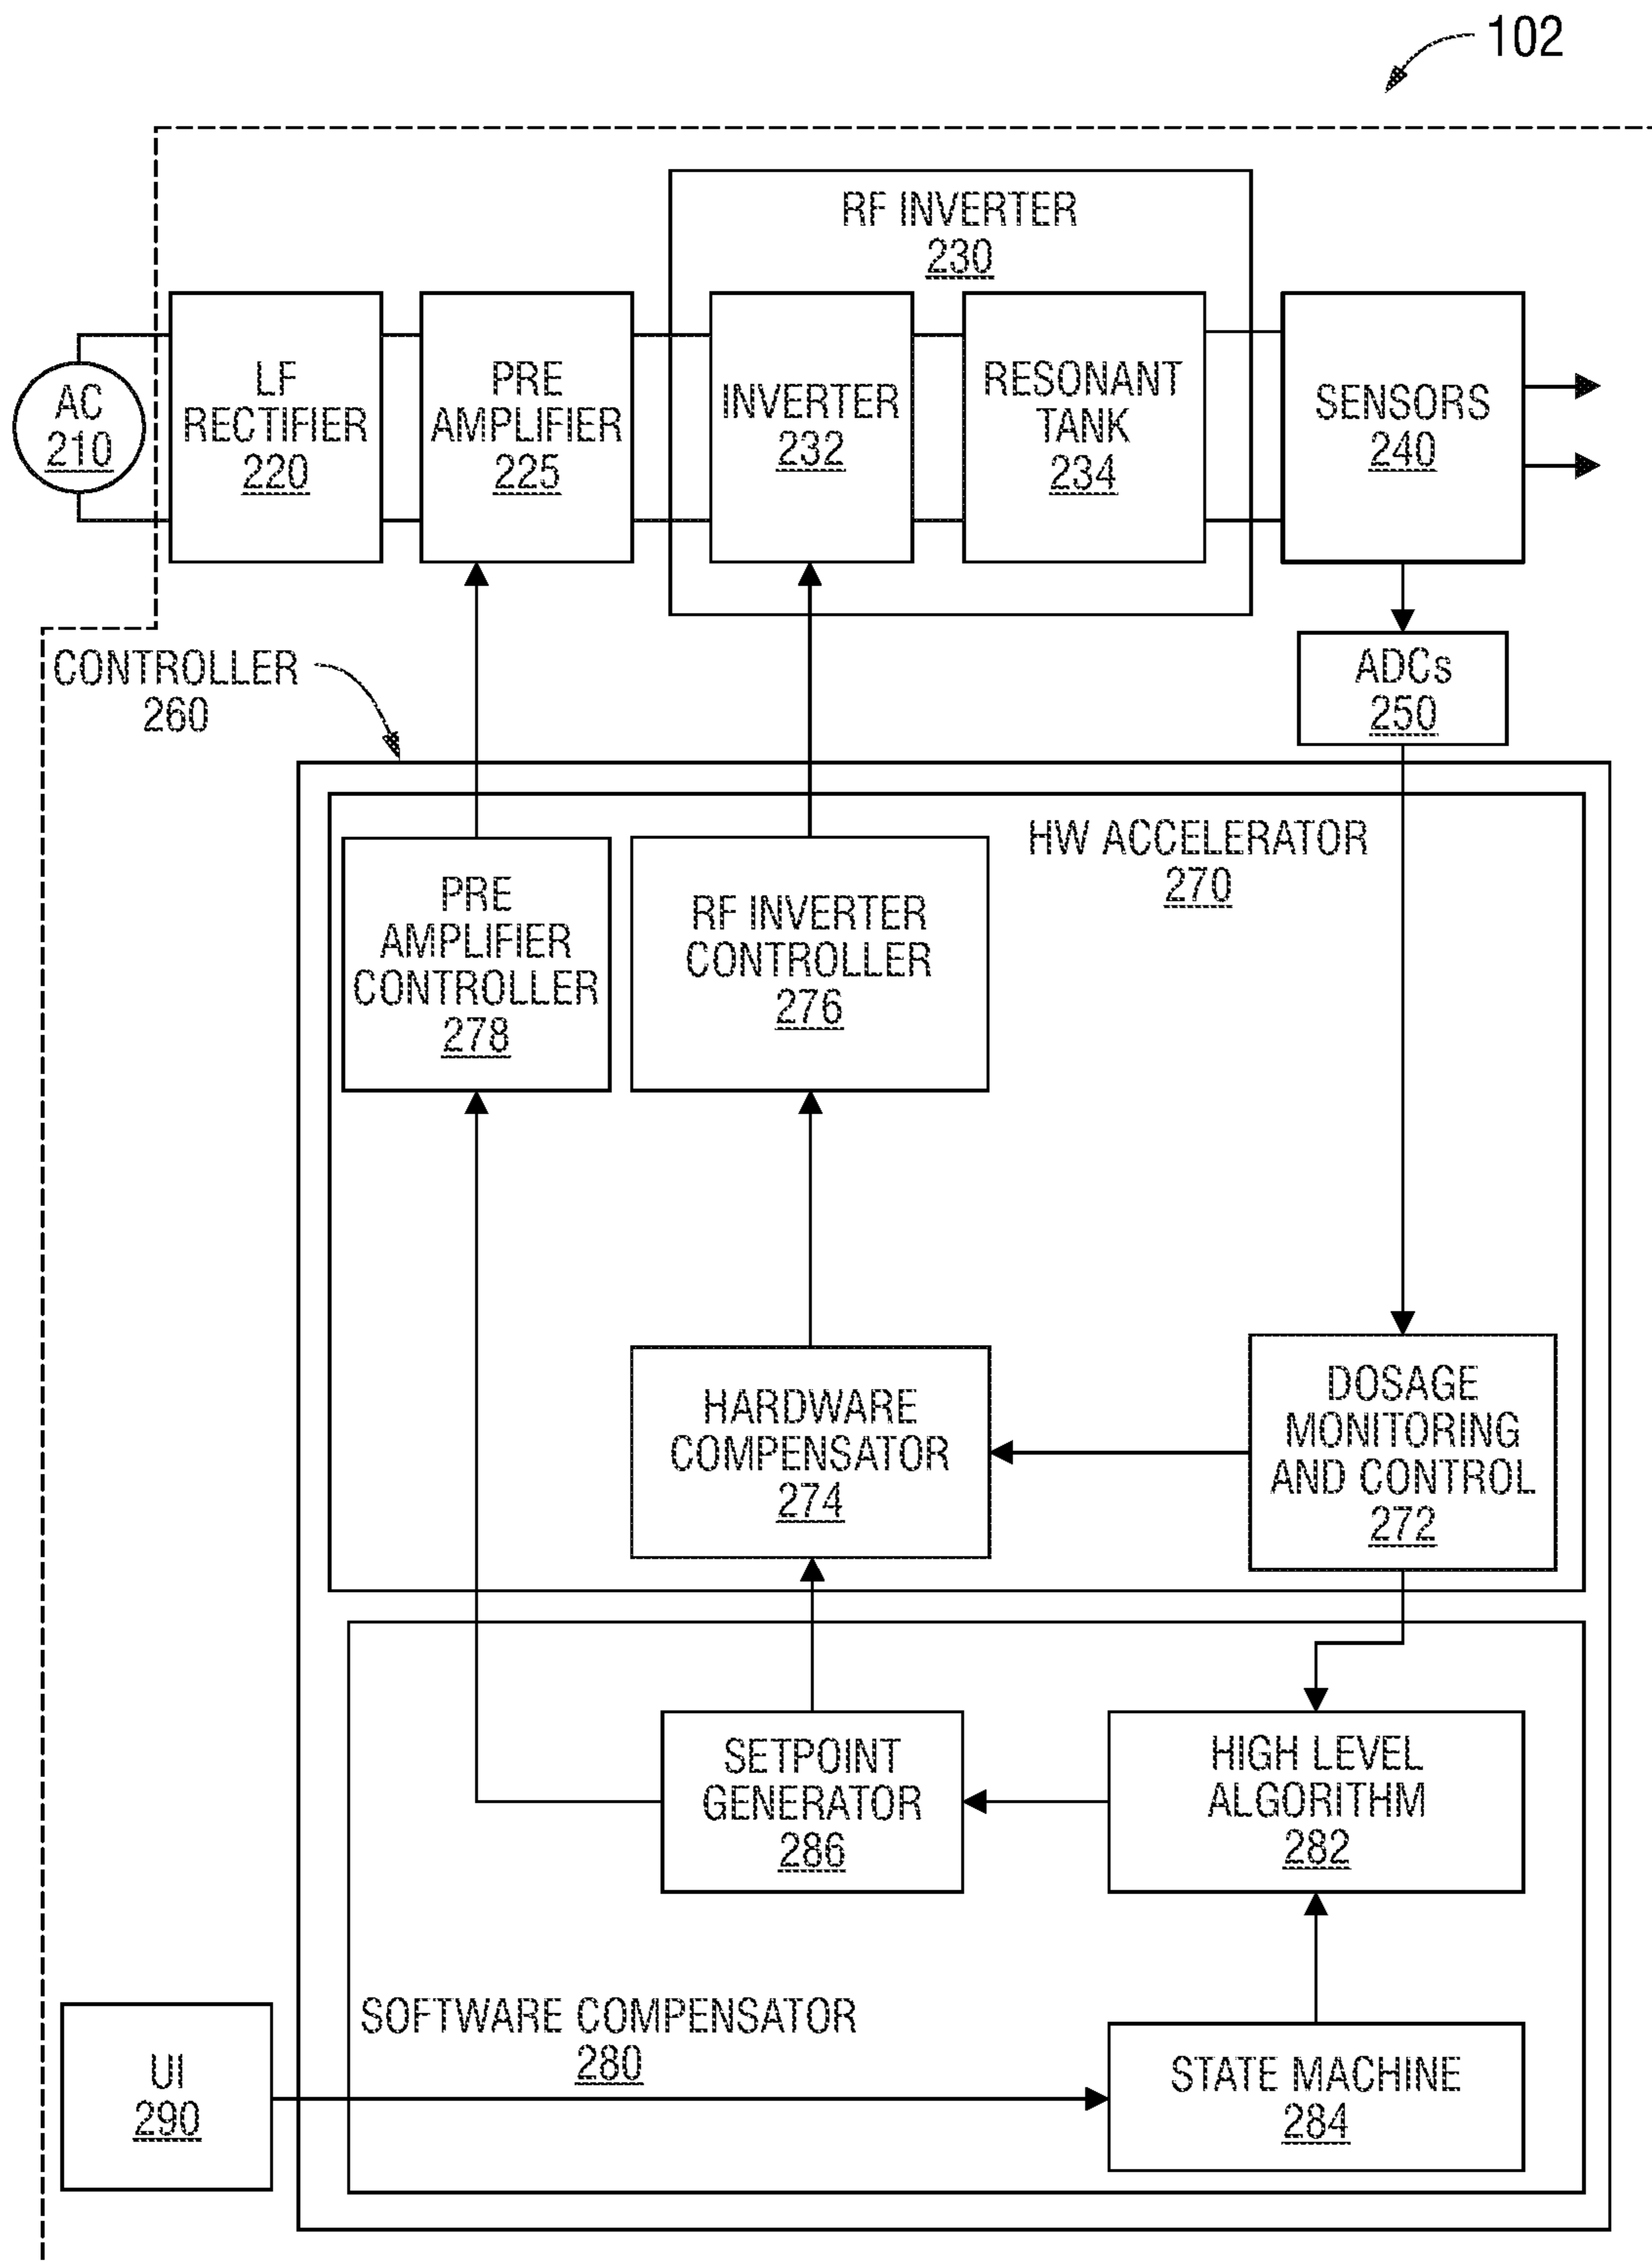 102
RF INVERTER
230
AC
210
LF
RECTIFIER
220
PRE
AMPLIFIER
225
INVERTER
232
RESONANT
TANK
234
SENSORS
240
CONTROLLER
260
ADCs
250
HW ACCELERATOR
270
PRE
AMPLIFIER
CONTROLLER
278
RF INVERTER
CONTROLLER
276
HARDWARE
COMPENSATOR
274
DOSAGE
MONITORING
AND CONTROL
272
SETPOINT
GENERATOR
286
HIGH LEVEL
ALGORITHM
282
SOFTWARE COMPENSATOR
280
UI
290
STATE MACHINE
284